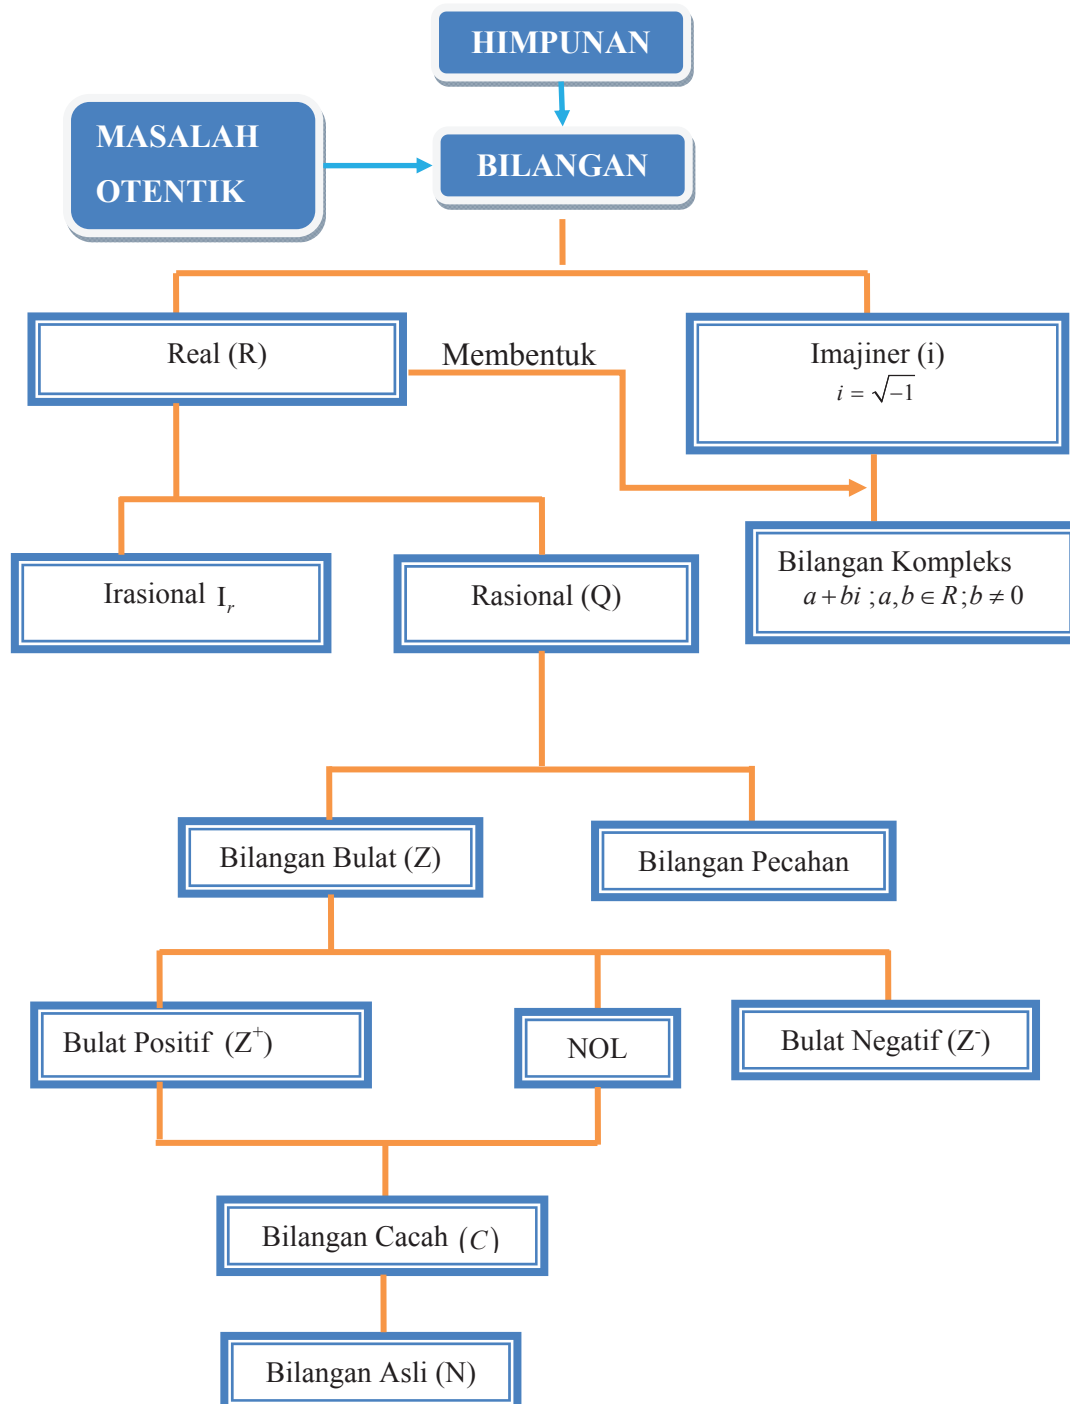 HIMPUNAN
MASALAH
OTENTIK
BILANGAN
Real (R)
Membentuk
Imajiner (i)
i = √−1
Irasional Iᵣ
Rasional (Q)
Bilangan Kompleks
a + bi ; a, b ∈ R ; b ≠ 0
Bilangan Bulat (Z)
Bilangan Pecahan
Bulat Positif (Z⁺)
NOL
Bulat Negatif (Z⁻)
Bilangan Cacah (C)
Bilangan Asli (N)